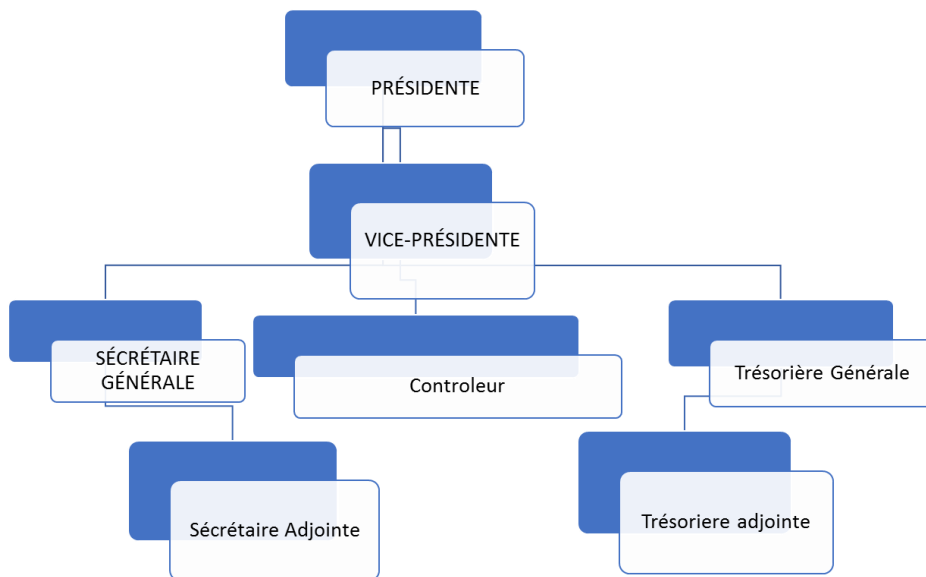 PRÉSIDENTE
VICE-PRÉSIDENTE
SÉCRÉTAIRE
GÉNÉRALE
Controleur
Trésorière Générale
Sécrétaire Adjointe
Trésoriere adjointe